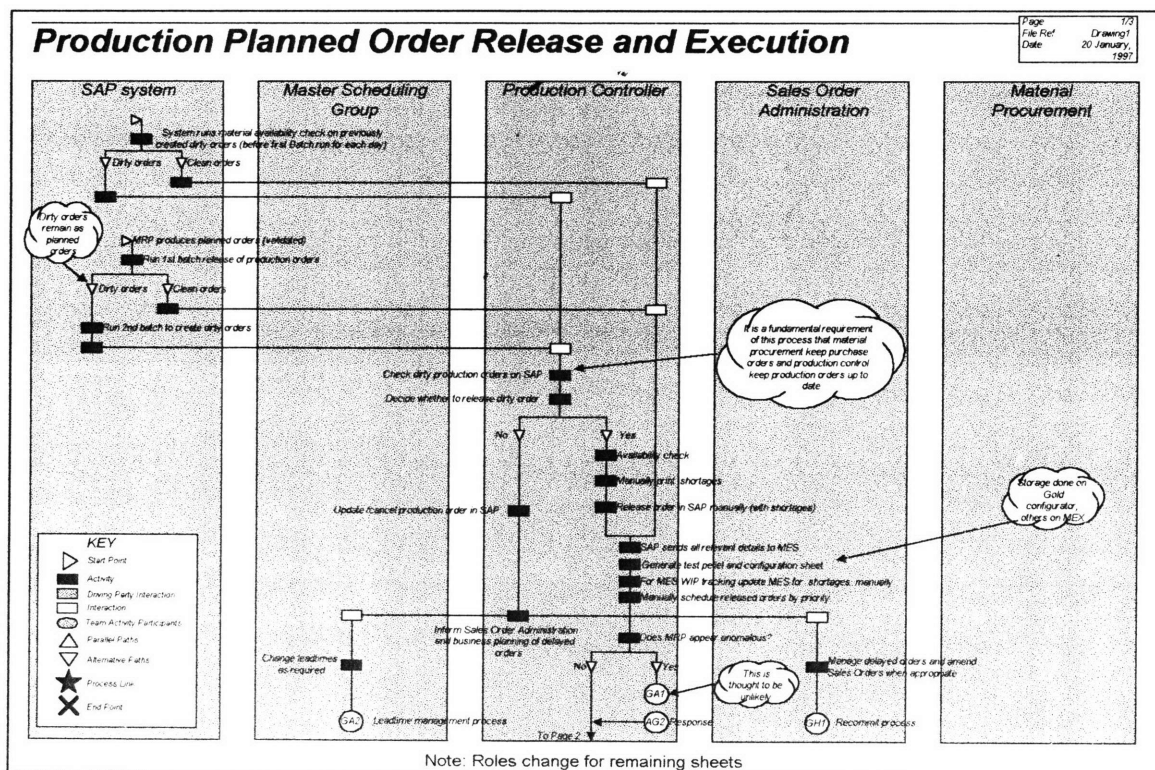 Page 1/3
File Ref Drawing1
Date 20 January,
1997
Production Planned Order Release and Execution
SAP system
Master Scheduling
Group
Production Controller
Sales Order
Administration
Material
Procurement
System runs material availability check on previously
created dirty orders (before first Batch run for each day)
Dirty orders
Clean orders
Dirty orders
remain as
planned
orders
MRP produces planned orders (validated)
Run 1st batch release of production orders
Dirty orders
Clean orders
Run 2nd batch to create dirty orders
It is a fundamental requirement
of this process that material
procurement keep purchase
orders and production control
keep production orders up to
date
Check dirty production orders on SAP
Decide whether to release dirty order
No
Yes
Availability check
Manually print shortages
Update /cancel production order in SAP
Release order in SAP manually (with shortages)
Storage done on
Gold
configurator,
others on MEX
SAP sends all relevent details to MES
Generate test pellet and configuration sheet
For MES WIP tracking update MES for shortages manually
Manually schedule released orders by priority
Inform Sales Order Administration
and business planning of delayed
orders
Does MRP appear anomalous?
Change leadtimes
as required
No
Yes
Manage delayed orders and amend
Sales Orders when appropriate
This is
thought to be
unlikely
GA1
GA2
Leadtime management process
AG2
Response
GH1
Recommit process
To Page 2
KEY
Start Point
Activity
Driving Party Interaction
Interaction
Team Activity Participants
Parallel Paths
Alternative Paths
Process Link
End Point
Note: Roles change for remaining sheets